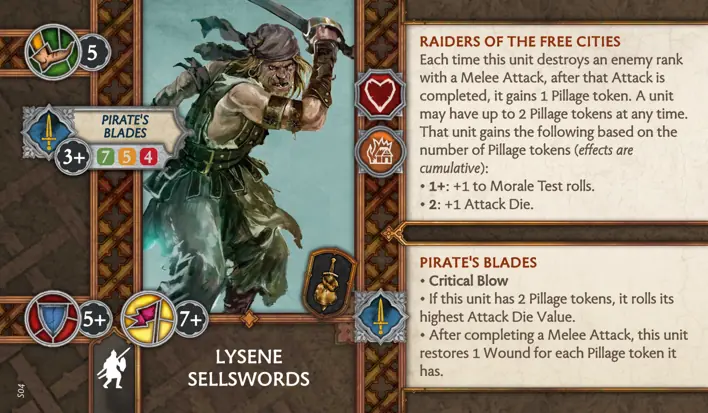 5
PIRATE'S
BLADES
3+ 7 5 4
5+ 7+
LYSENE
SELLSWORDS
S04
RAIDERS OF THE FREE CITIES
Each time this unit destroys an enemy rank
with a Melee Attack, after that Attack is
completed, it gains 1 Pillage token. A unit
may have up to 2 Pillage tokens at any time.
That unit gains the following based on the
number of Pillage tokens (effects are
cumulative):
• 1+: +1 to Morale Test rolls.
• 2: +1 Attack Die.
PIRATE'S BLADES
• Critical Blow
• If this unit has 2 Pillage tokens, it rolls its
highest Attack Die Value.
• After completing a Melee Attack, this unit
restores 1 Wound for each Pillage token it
has.